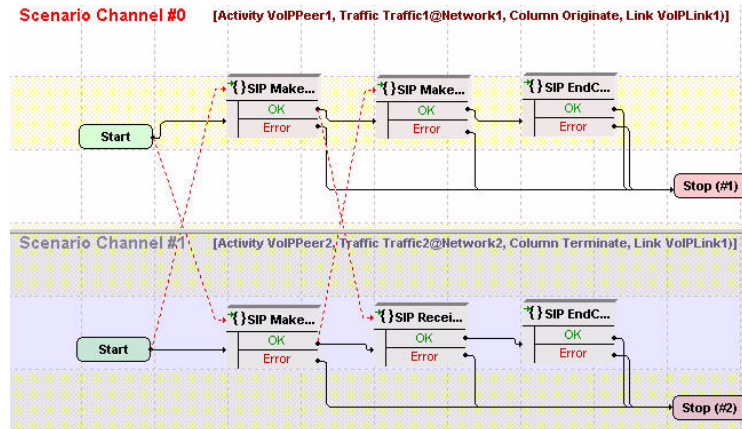 Scenario Channel #0 [Activity VoIPPeer1, Traffic Traffic1@Network1, Column Originate, Link VoIPLink1)]
{}SIP Make... {}SIP Make... {}SIP EndC...
OK OK OK
Error Error Error
Start
Stop (#1)
Scenario Channel #1 [Activity VoIPPeer2, Traffic Traffic2@Network2, Column Terminate, Link VoIPLink1)]
{}SIP Make... {}SIP Recei... {}SIP EndC...
OK OK OK
Error Error Error
Start
Stop (#2)